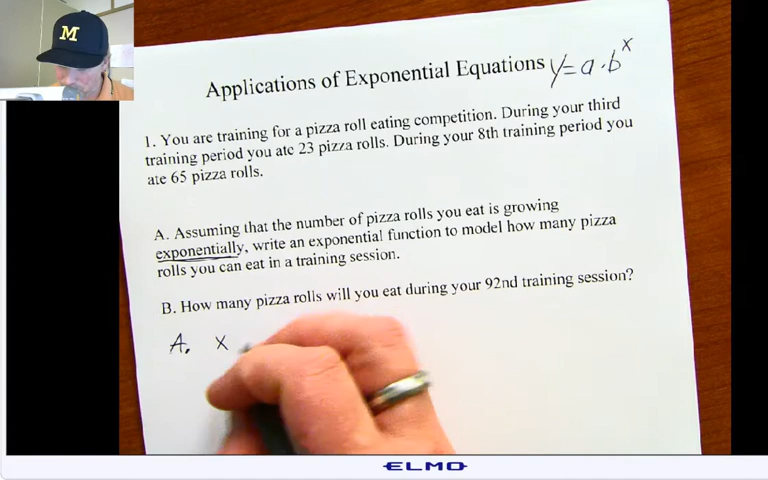 M
Applications of Exponential Equations y=a·b^x
1. You are training for a pizza roll eating competition. During your third
training period you ate 23 pizza rolls. During your 8th training period you
ate 65 pizza rolls.
A. Assuming that the number of pizza rolls you eat is growing
exponentially, write an exponential function to model how many pizza
rolls you can eat in a training session.
B. How many pizza rolls will you eat during your 92nd training session?
A. x
ELMO